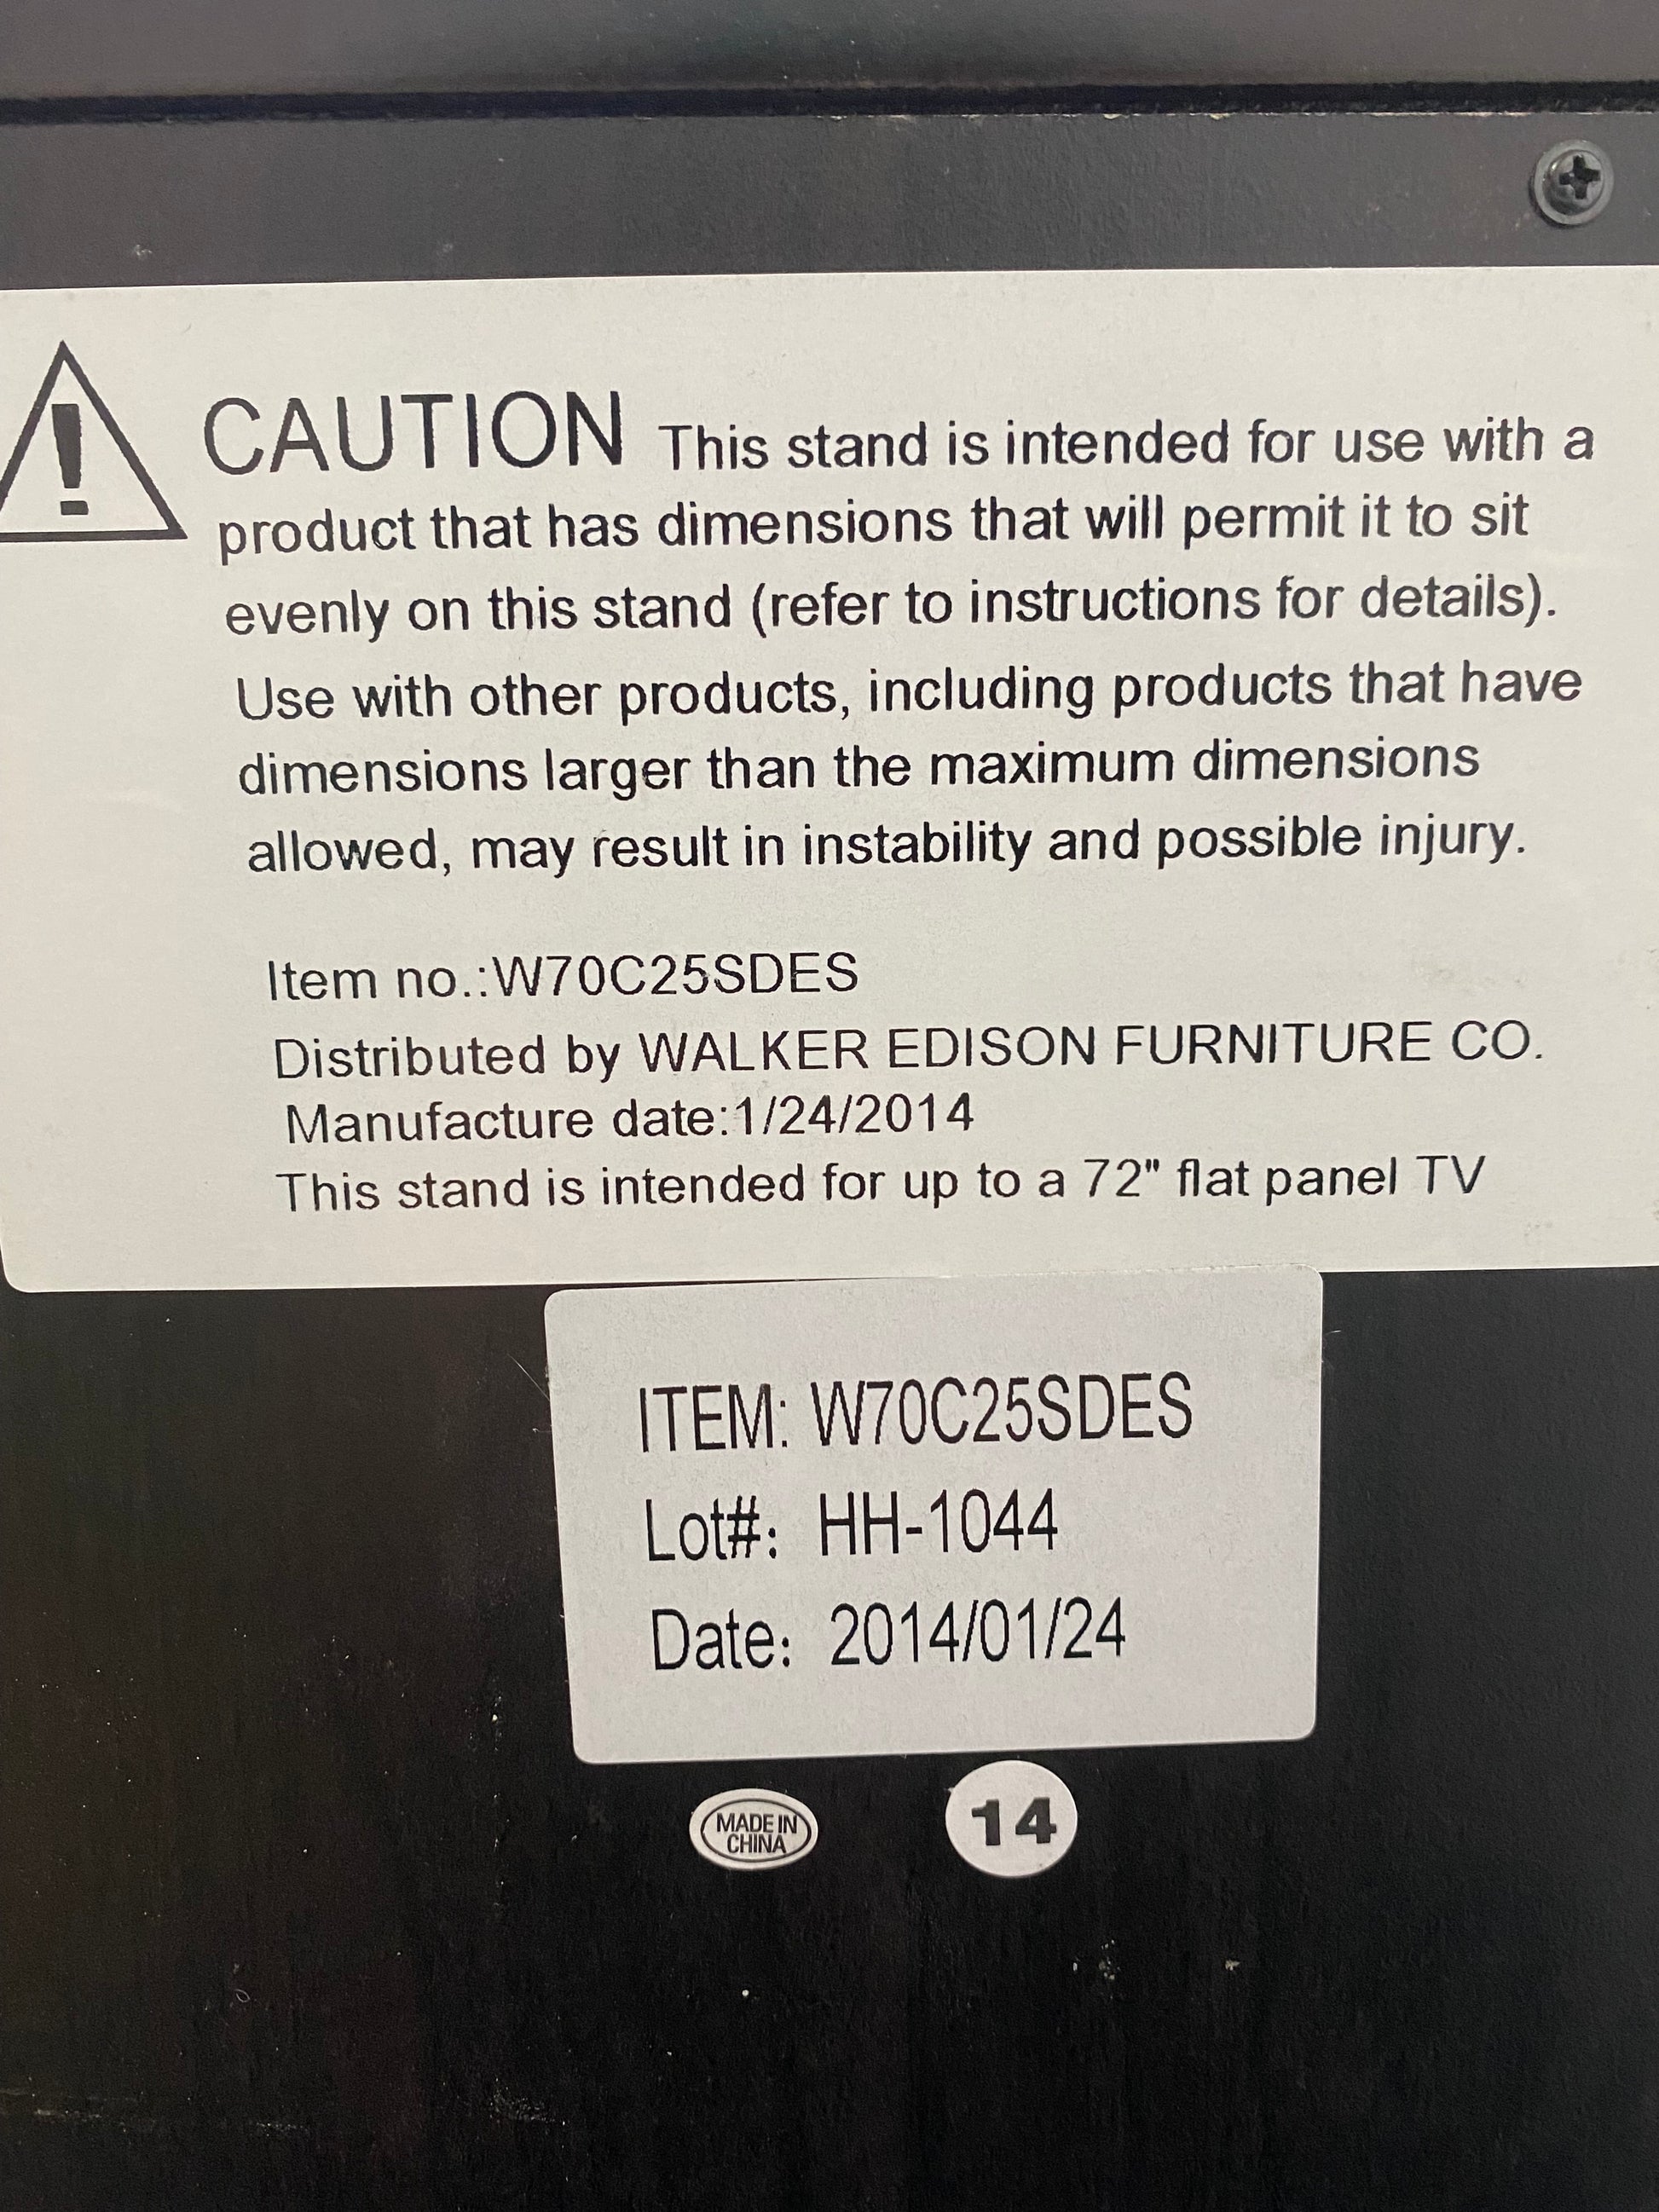 CAUTION This stand is intended for use with a
product that has dimensions that will permit it to sit
evenly on this stand (refer to instructions for details).
Use with other products, including products that have
dimensions larger than the maximum dimensions
allowed, may result in instability and possible injury.
Item no.:W70C25SDES
Distributed by WALKER EDISON FURNITURE CO.
Manufacture date:1/24/2014
This stand is intended for up to a 72" flat panel TV
ITEM: W70C25SDES
Lot#: HH-1044
Date: 2014/01/24
MADE IN
CHINA
14